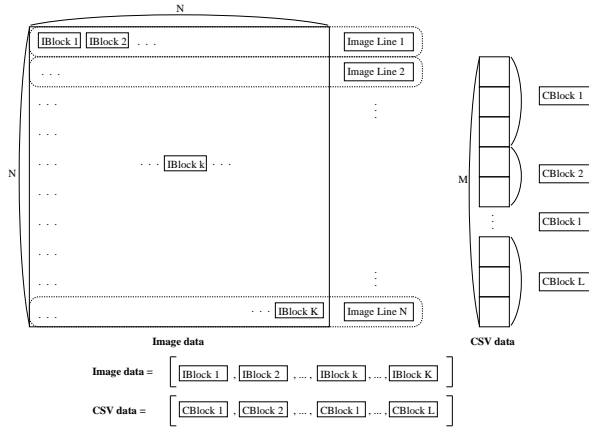 N
IBlock 1 IBlock 2 . . . Image Line 1
. . . Image Line 2
CBlock 1
N
. . . IBlock k . . .
M
CBlock 2
CBlock l
CBlock L
. . . IBlock K Image Line N
Image data
CSV data
Image data = [ IBlock 1 , IBlock 2 , ... , IBlock k , ... , IBlock K ]
CSV data = [ CBlock 1 , CBlock 2 , ... , CBlock l , ... , CBlock L ]